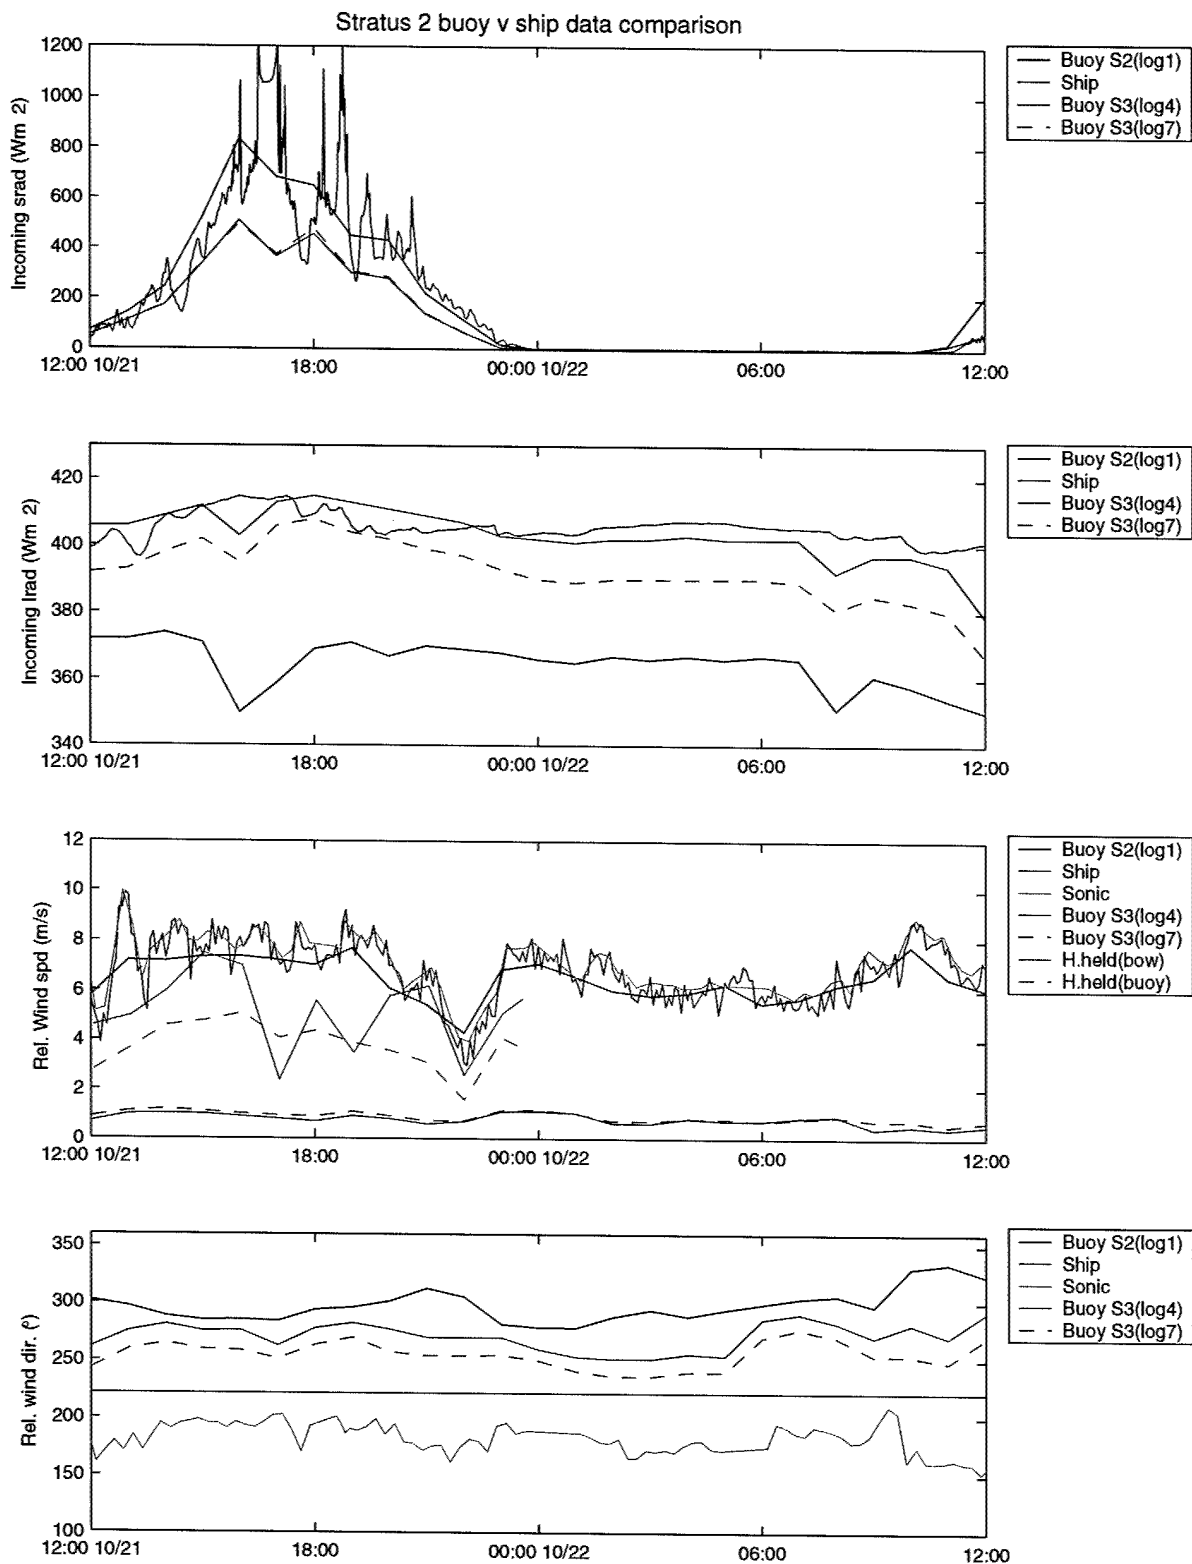 Stratus 2 buoy v ship data comparison
Incoming srad (Wm 2)
1200
1000
800
600
400
200
0
12:00 10/21 18:00 00:00 10/22 06:00 12:00
Buoy S2(log1)
Ship
Buoy S3(log4)
Buoy S3(log7)
Incoming lrad (Wm 2)
420
400
380
360
340
12:00 10/21 18:00 00:00 10/22 06:00 12:00
Buoy S2(log1)
Ship
Buoy S3(log4)
Buoy S3(log7)
Rel. Wind spd (m/s)
12
10
8
6
4
2
0
12:00 10/21 18:00 00:00 10/22 06:00 12:00
Buoy S2(log1)
Ship
Sonic
Buoy S3(log4)
Buoy S3(log7)
H.held(bow)
H.held(buoy)
Rel. wind dir. (º)
350
300
250
200
150
100
12:00 10/21 18:00 00:00 10/22 06:00 12:00
Buoy S2(log1)
Ship
Sonic
Buoy S3(log4)
Buoy S3(log7)